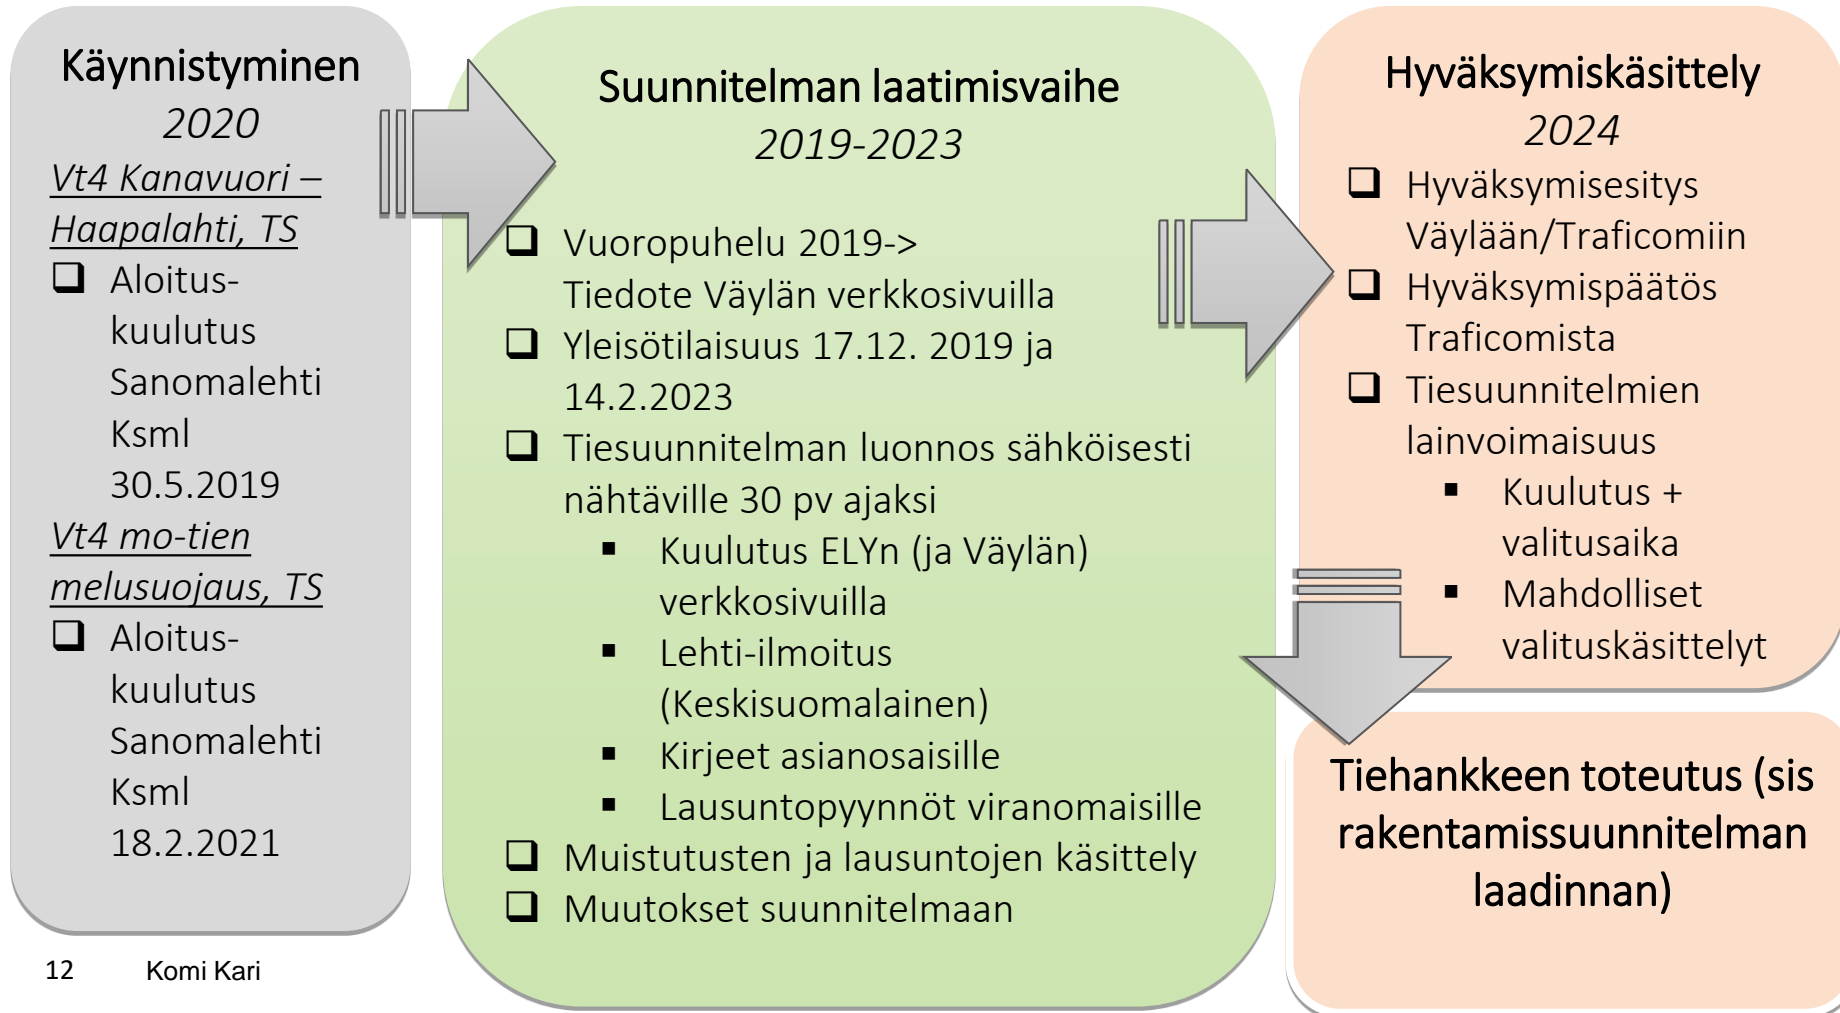 Käynnistyminen
2020
Vt4 Kanavuori –
Haapalahti, TS
❑ Aloitus-
kuulutus
Sanomalehti
Ksml
30.5.2019
Vt4 mo-tien
melusuojaus, TS
❑ Aloitus-
kuulutus
Sanomalehti
Ksml
18.2.2021
Suunnitelman laatimisvaihe
2019-2023
❑ Vuoropuhelu 2019->
Tiedote Väylän verkkosivuilla
❑ Yleisötilaisuus 17.12. 2019 ja
14.2.2023
❑ Tiesuunnitelman luonnos sähköisesti
nähtäville 30 pv ajaksi
▪ Kuulutus ELYn (ja Väylän)
verkkosivuilla
▪ Lehti-ilmoitus
(Keskisuomalainen)
▪ Kirjeet asianosaisille
▪ Lausuntopyynnöt viranomaisille
❑ Muistutusten ja lausuntojen käsittely
❑ Muutokset suunnitelmaan
Hyväksymiskäsittely
2024
❑ Hyväksymisesitys
Väylään/Traficomiin
❑ Hyväksymispäätös
Traficomista
❑ Tiesuunnitelmien
lainvoimaisuus
▪ Kuulutus +
valitusaika
▪ Mahdolliset
valituskäsittelyt
Tiehankkeen toteutus (sis
rakentamissuunnitelman
laadinnan)
12 Komi Kari